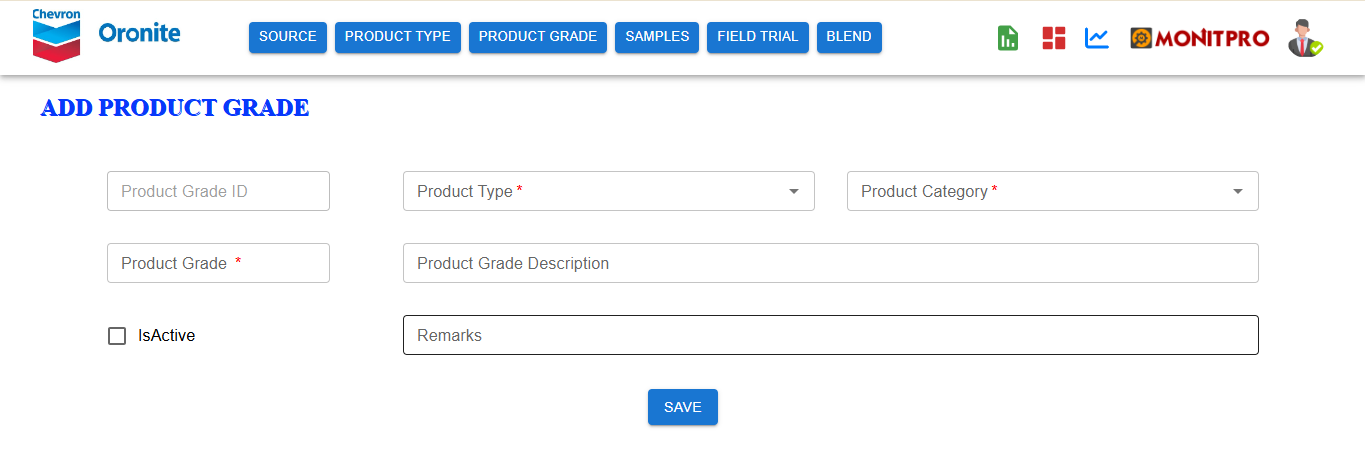 Chevron
Oronite
SOURCE PRODUCT TYPE PRODUCT GRADE SAMPLES FIELD TRIAL BLEND
MONITPRO
ADD PRODUCT GRADE
Product Grade ID Product Type * Product Category *
Product Grade * Product Grade Description
IsActive Remarks
SAVE